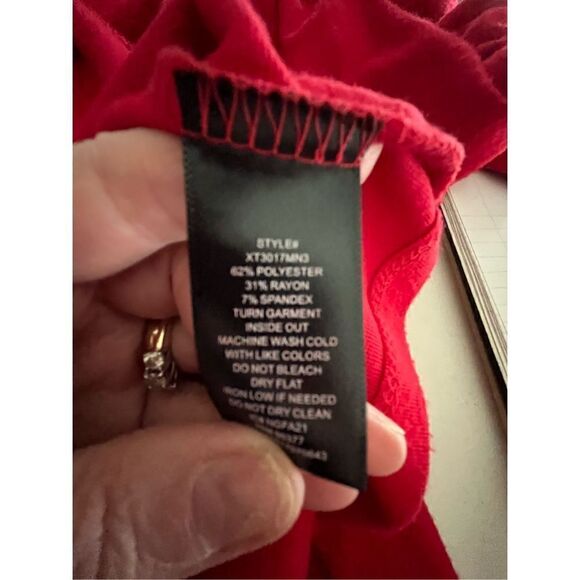 STYLE#
XT3017MN3
62% POLYESTER
31% RAYON
7% SPANDEX
TURN GARMENT
INSIDE OUT
MACHINE WASH COLD
WITH LIKE COLORS
DO NOT BLEACH
DRY FLAT
IRON LOW IF NEEDED
DO NOT DRY CLEAN